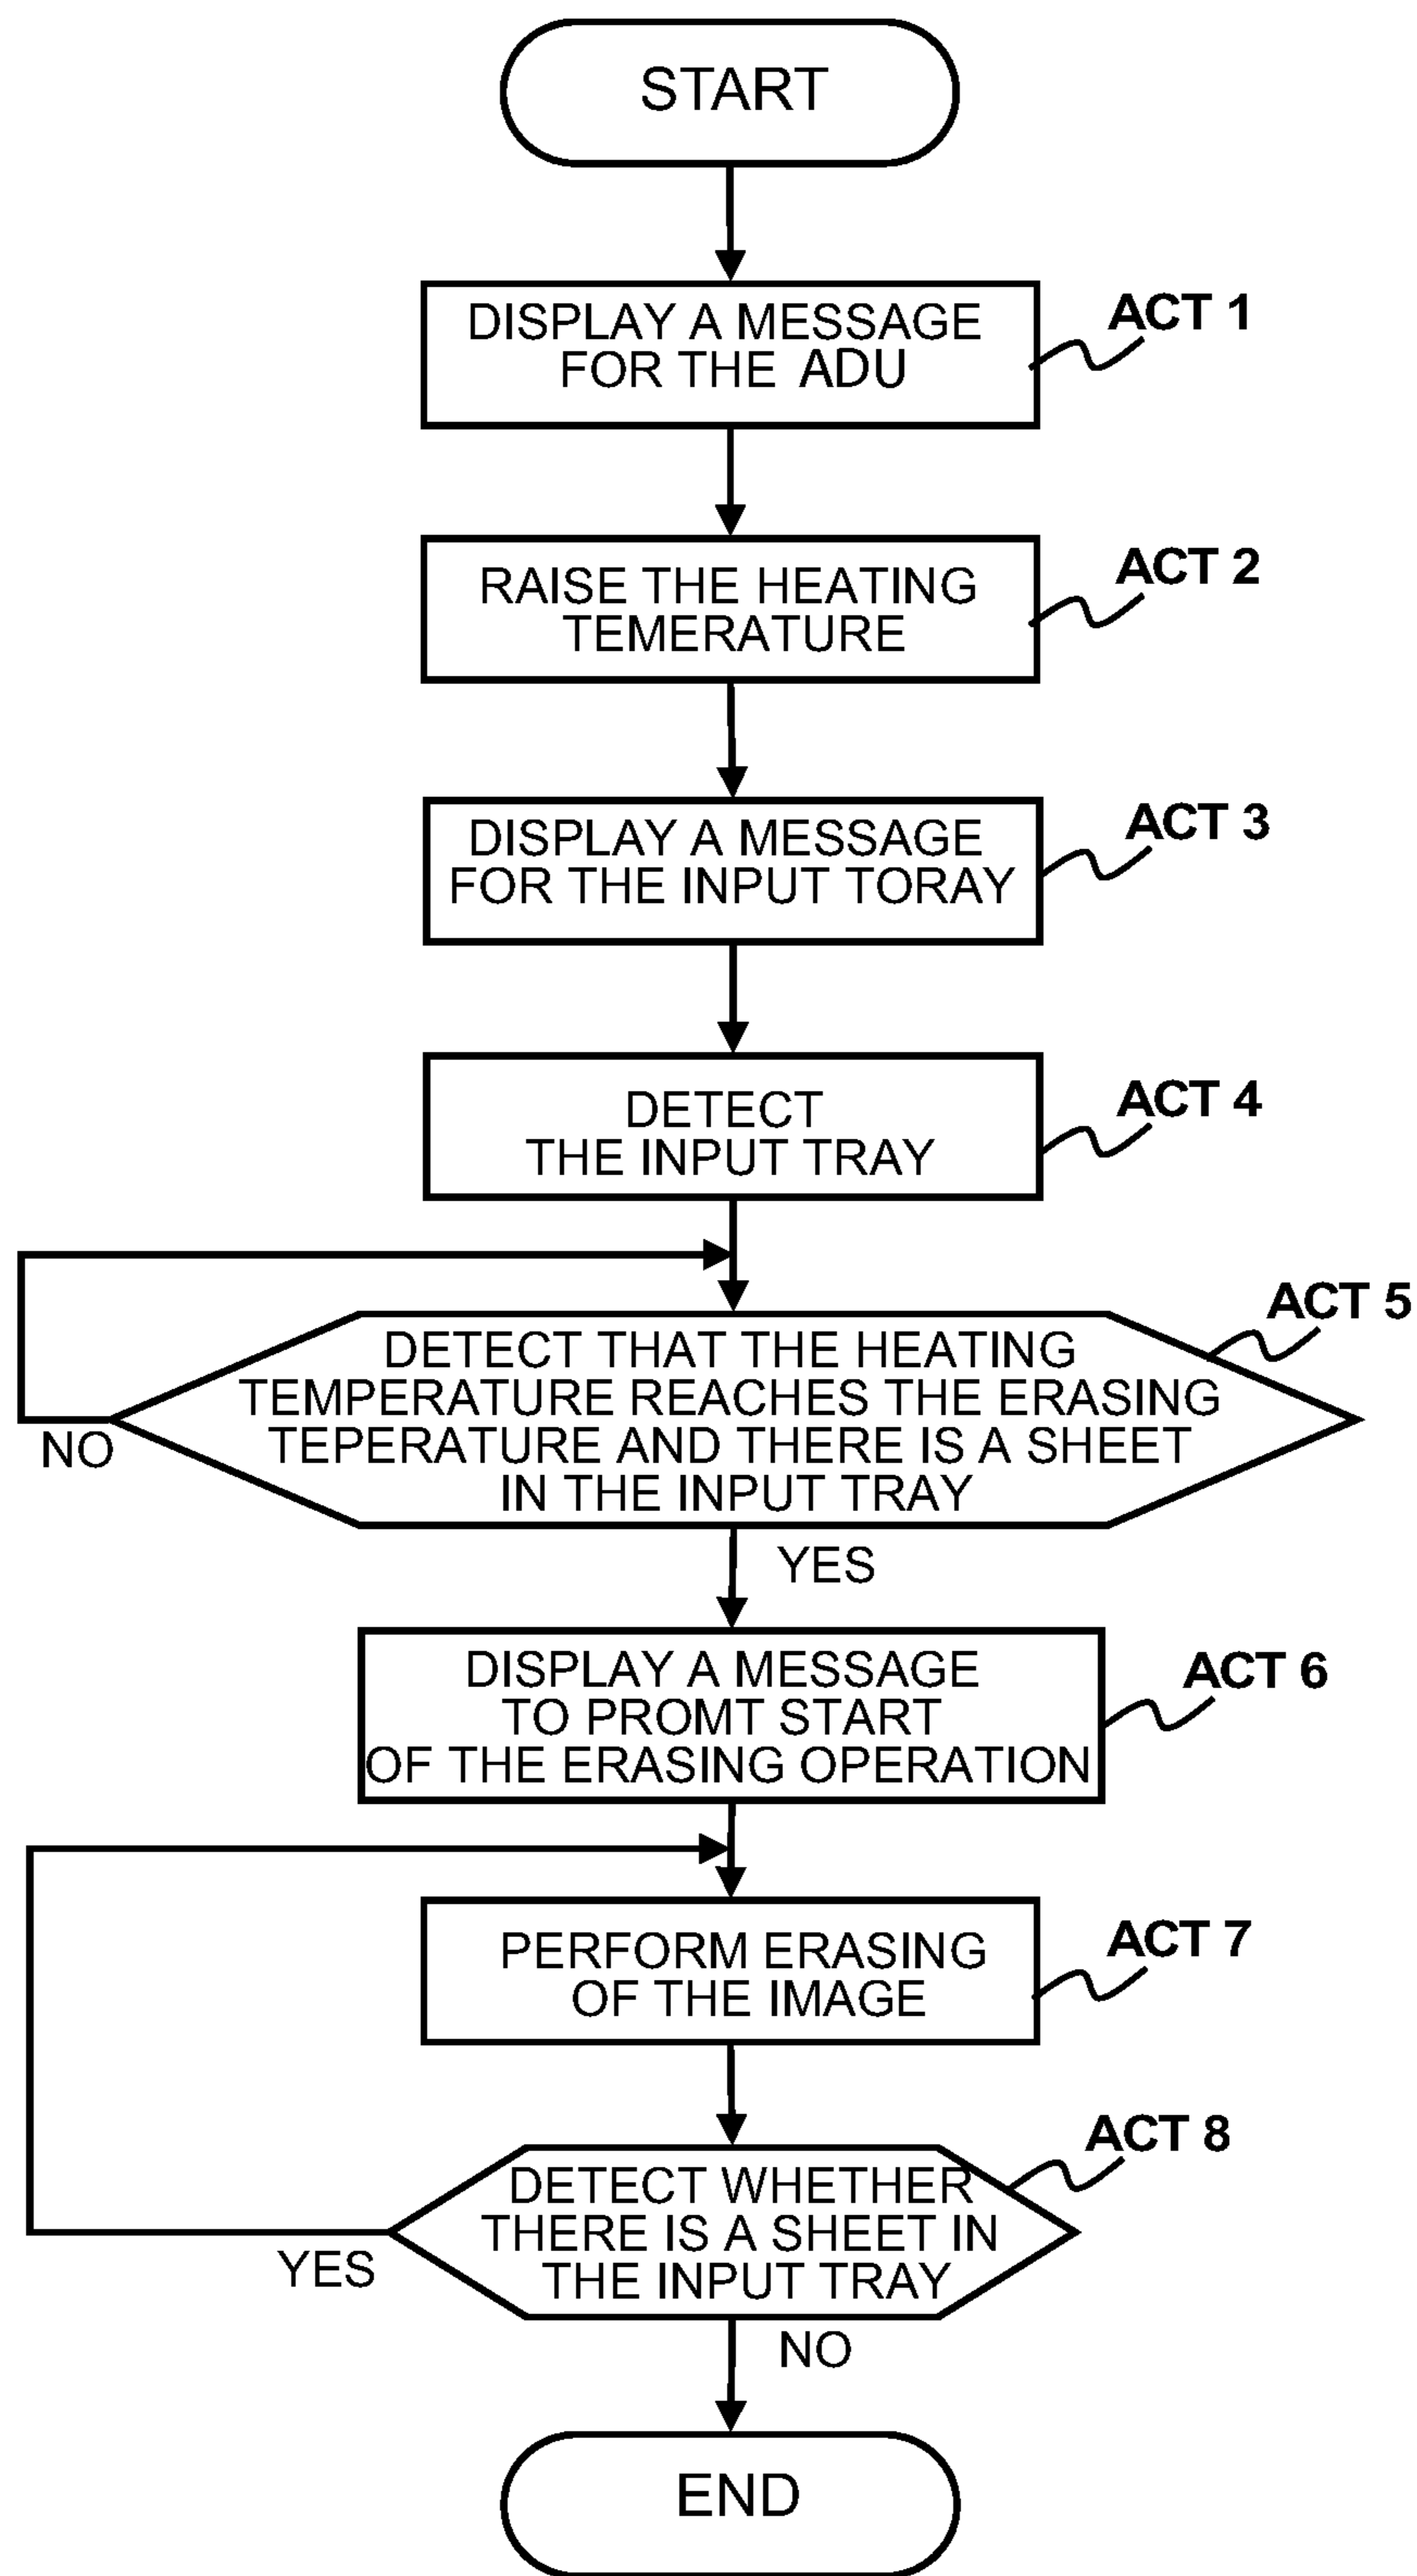 START
DISPLAY A MESSAGE
FOR THE ADU
ACT 1
RAISE THE HEATING
TEMERATURE
ACT 2
DISPLAY A MESSAGE
FOR THE INPUT TORAY
ACT 3
DETECT
THE INPUT TRAY
ACT 4
DETECT THAT THE HEATING
TEMPERATURE REACHES THE ERASING
TEPERATURE AND THERE IS A SHEET
IN THE INPUT TRAY
ACT 5
NO
YES
DISPLAY A MESSAGE
TO PROMT START
OF THE ERASING OPERATION
ACT 6
PERFORM ERASING
OF THE IMAGE
ACT 7
DETECT WHETHER
THERE IS A SHEET IN
THE INPUT TRAY
ACT 8
YES
NO
END